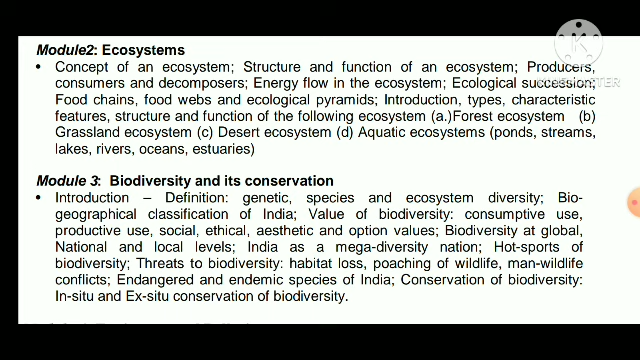 Module2: Ecosystems
• Concept of an ecosystem; Structure and function of an ecosystem; Producers,
consumers and decomposers; Energy flow in the ecosystem; Ecological succession;
Food chains, food webs and ecological pyramids; Introduction, types, characteristic
features, structure and function of the following ecosystem (a.)Forest ecosystem (b)
Grassland ecosystem (c) Desert ecosystem (d) Aquatic ecosystems (ponds, streams,
lakes, rivers, oceans, estuaries)
Module 3: Biodiversity and its conservation
• Introduction – Definition: genetic, species and ecosystem diversity; Bio-
geographical classification of India; Value of biodiversity: consumptive use,
productive use, social, ethical, aesthetic and option values; Biodiversity at global,
National and local levels; India as a mega-diversity nation; Hot-sports of
biodiversity; Threats to biodiversity: habitat loss, poaching of wildlife, man-wildlife
conflicts; Endangered and endemic species of India; Conservation of biodiversity:
In-situ and Ex-situ conservation of biodiversity.